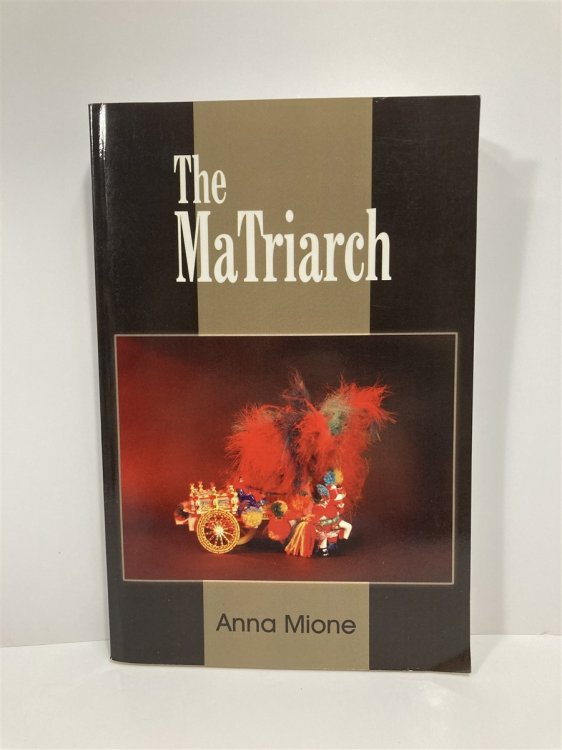 The
MaTriarch
Anna Mione